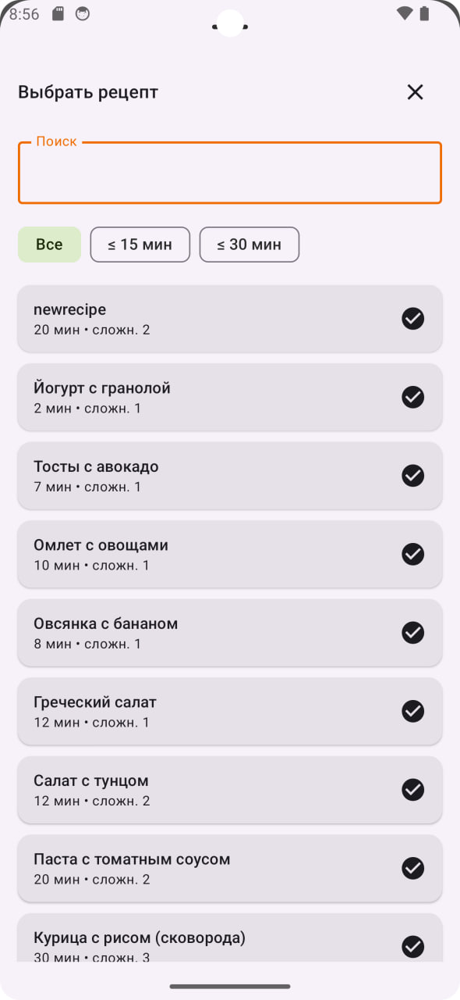 8:56
Выбрать рецепт
Поиск
Все
≤ 15 мин
≤ 30 мин
newrecipe
20 мин • сложн. 2
Йогурт с гранолой
2 мин • сложн. 1
Тосты с авокадо
7 мин • сложн. 1
Омлет с овощами
10 мин • сложн. 1
Овсянка с бананом
8 мин • сложн. 1
Греческий салат
12 мин • сложн. 1
Салат с тунцом
12 мин • сложн. 2
Паста с томатным соусом
20 мин • сложн. 2
Курица с рисом (сковорода)
30 мин • сложн. 3